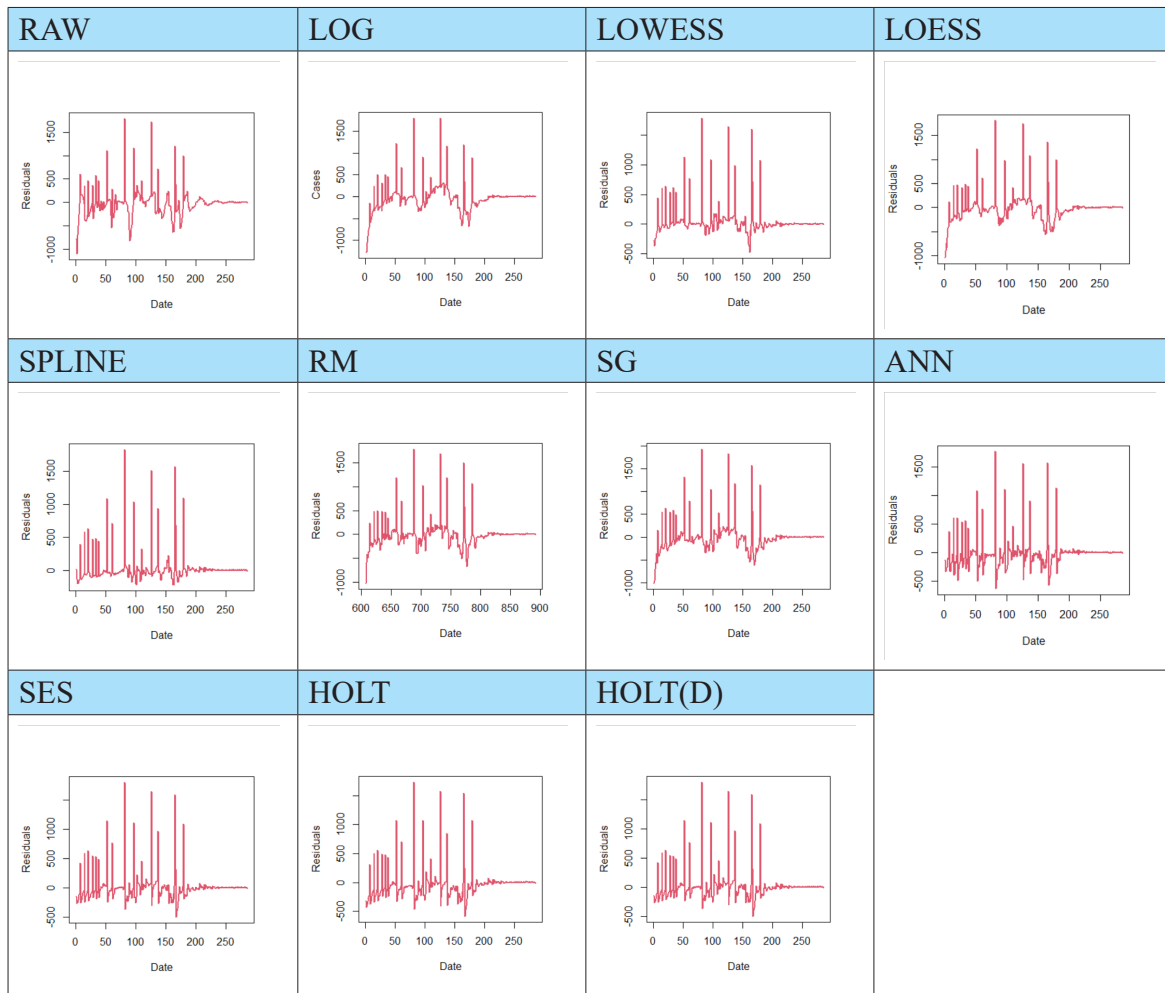 RAW LOG LOWESS LOESS
Residuals
-1000 0 500 1500
0 50 100 150 200 250
Date
Cases
-1000 0 500 1500
0 50 100 150 200 250
Date
Residuals
-500 0 500 1000
0 50 100 150 200 250
Date
Residuals
-1000 0 500 1500
0 50 100 150 200 250
Date
SPLINE RM SG ANN
Residuals
0 500 1000 1500
0 50 100 150 200 250
Date
Residuals
-1000 0 500 1500
600 650 700 750 800 850 900
Date
Residuals
-1000 0 500 1500
0 50 100 150 200 250
Date
Residuals
-500 0 500 1500
0 50 100 150 200 250
Date
SES HOLT HOLT(D)
Residuals
-500 0 500 1000
0 50 100 150 200 250
Date
Residuals
-500 0 500 1000
0 50 100 150 200 250
Date
Residuals
-500 0 500 1000
0 50 100 150 200 250
Date